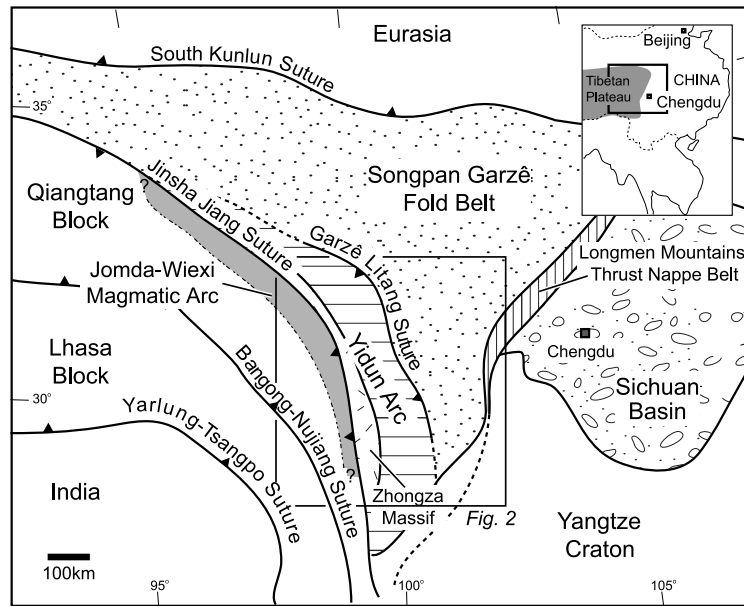 Eurasia
Beijing
South Kunlun Suture
Tibetan
Plateau
CHINA
Chengdu
35°
Songpan Garzê
Fold Belt
Qiangtang
Block
?
Jinsha Jiang Suture
Garzê Litang Suture
Longmen Mountains
Thrust Nappe Belt
Jomda-Wiexi
Magmatic Arc
Chengdu
Lhasa
Block
Yidun Arc
Sichuan
Basin
30°
Bangong-Nujiang Suture
Yarlung-Tsangpo Suture
?
India
Zhongza
Massif
Fig. 2
Yangtze
Craton
100km
95°
100°
105°